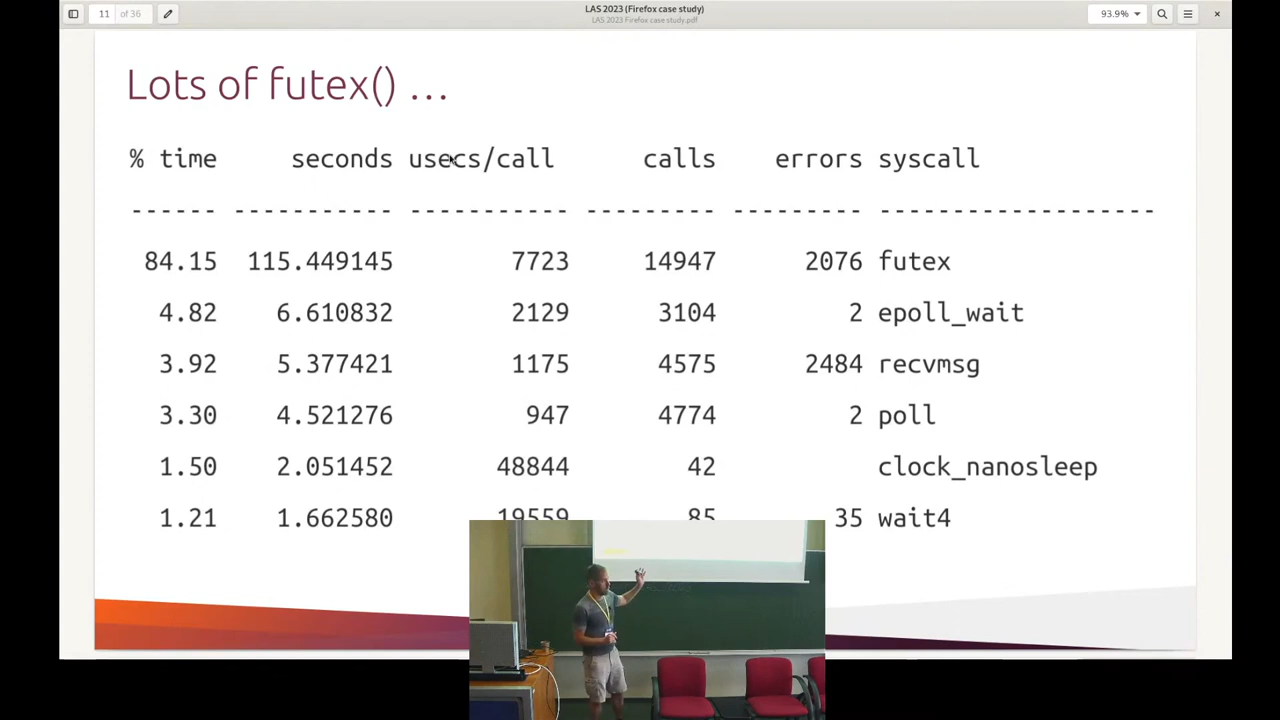 11 of 36
LAS 2023 (Firefox case study)
LAS 2023 Firefox case study.pdf
93.9%
Lots of futex() …
% time seconds usecs/call calls errors syscall
------ ----------- ----------- --------- --------- -------------------
84.15 115.449145 7723 14947 2076 futex
4.82 6.610832 2129 3104 2 epoll_wait
3.92 5.377421 1175 4575 2484 recvmsg
3.30 4.521276 947 4774 2 poll
1.50 2.051452 48844 42 clock_nanosleep
1.21 1.662580 19559 85 35 wait4